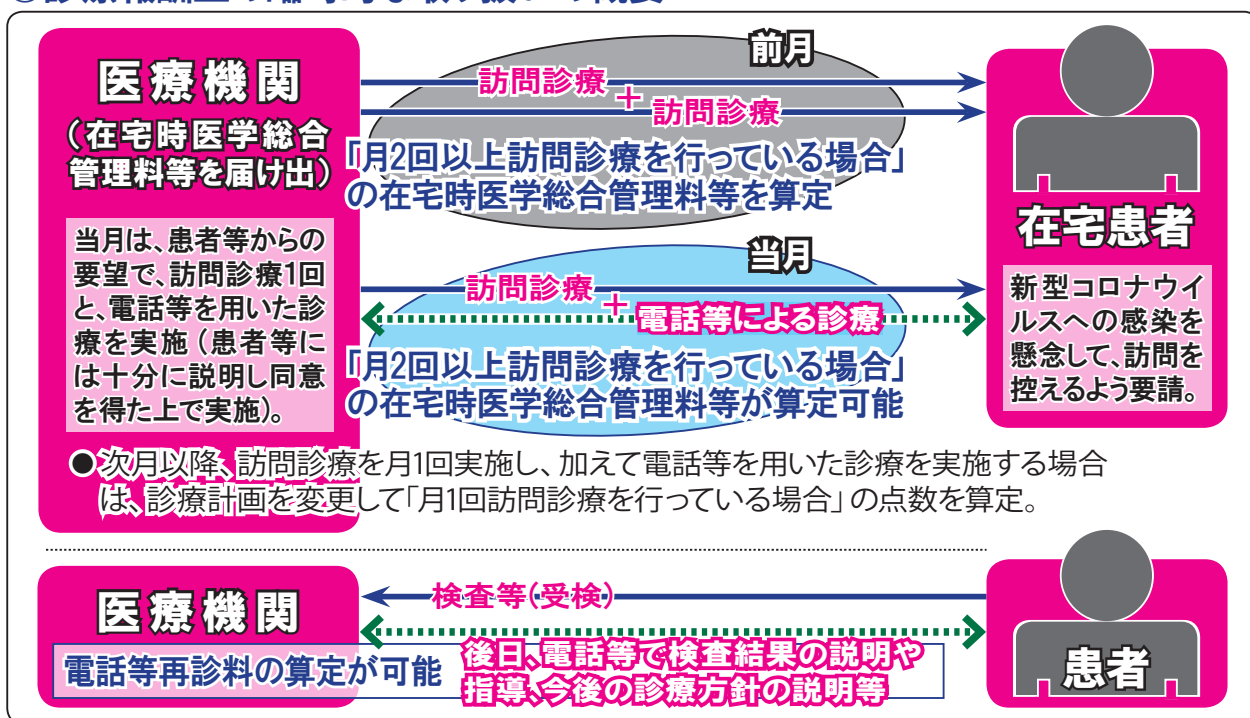 医療機関
（在宅時医学総合
管理料等を届け出）
当月は、患者等からの
要望で、訪問診療1回
と、電話等を用いた診
療を実施（患者等に
は十分に説明し同意
を得た上で実施）。
前月
訪問診療
＋
訪問診療
「月2回以上訪問診療を行っている場合」
の在宅時医学総合管理料等を算定
当月
訪問診療
＋
電話等による診療
「月2回以上訪問診療を行っている場合」
の在宅時医学総合管理料等が算定可能
在宅患者
新型コロナウイ
ルスへの感染を
懸念して、訪問を
控えるよう要請。
●次月以降、訪問診療を月1回実施し、加えて電話等を用いた診療を実施する場合
は、診療計画を変更して「月1回訪問診療を行っている場合」の点数を算定。
医療機関
電話等再診料の算定が可能
検査等（受検）
後日、電話等で検査結果の説明や
指導、今後の診療方針の説明等
患者